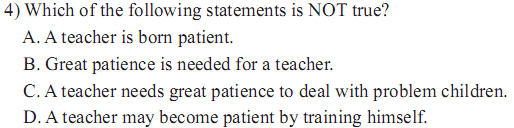 4) Which of the following statements is NOT true?
A. A teacher is born patient.
B. Great patience is needed for a teacher.
C. A teacher needs great patience to deal with problem children.
D. A teacher may become patient by training himself.